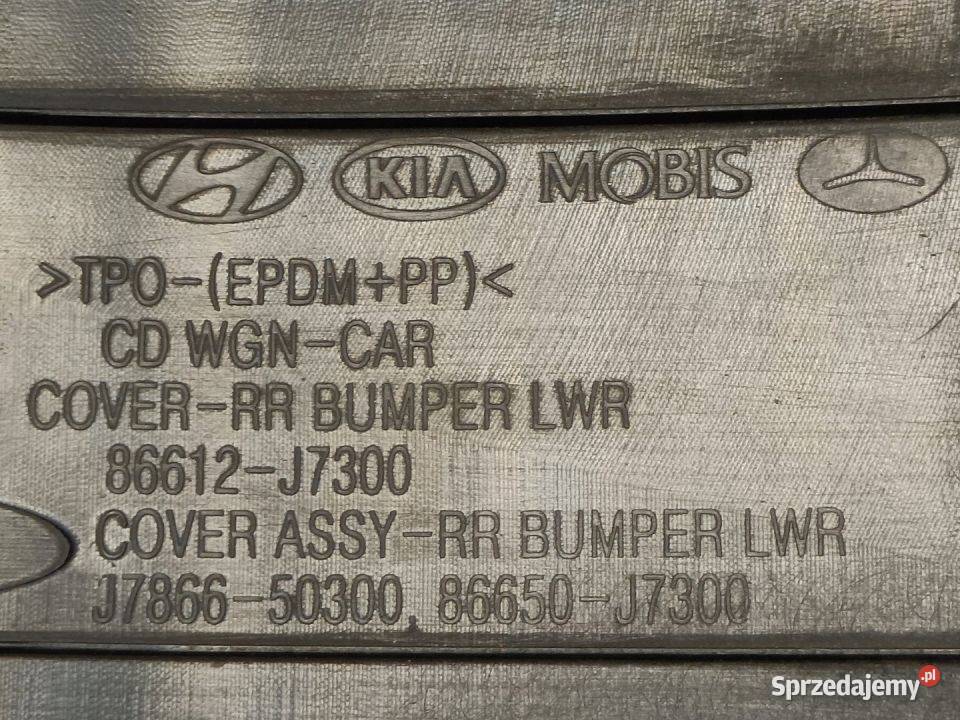 KIA MOBIS
>TPO-(EPDM+PP)<
CD WGN-CAR
COVER-RR BUMPER LWR
86612-J7300
COVER ASSY-RR BUMPER LWR
J7866-50300, 86650-J7300
Sprzedajemy.pl